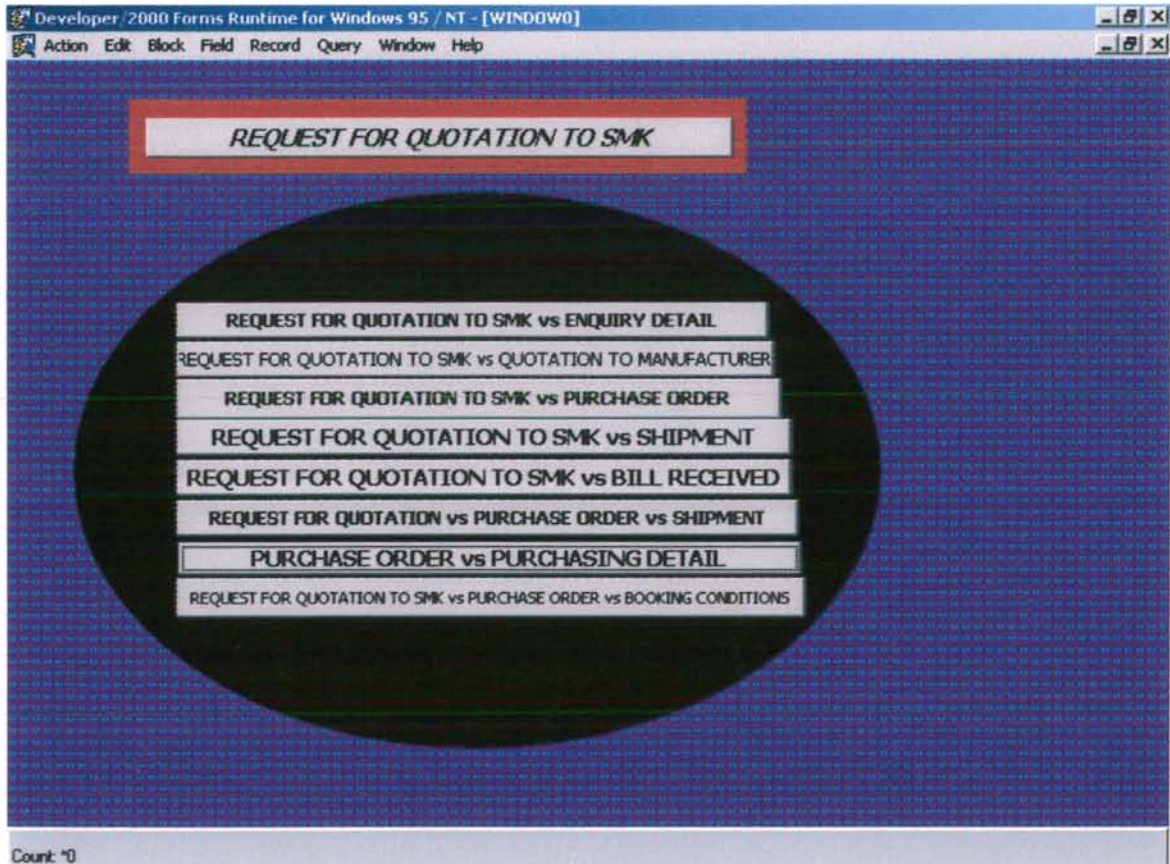 Developer/2000 Forms Runtime for Windows 95 / NT - [WINDOW0]
Action Edit Block Field Record Query Window Help
REQUEST FOR QUOTATION TO SMK
REQUEST FOR QUOTATION TO SMK vs ENQUIRY DETAIL
REQUEST FOR QUOTATION TO SMK vs QUOTATION TO MANUFACTURER
REQUEST FOR QUOTATION TO SMK vs PURCHASE ORDER
REQUEST FOR QUOTATION TO SMK vs SHIPMENT
REQUEST FOR QUOTATION TO SMK vs BILL RECEIVED
REQUEST FOR QUOTATION vs PURCHASE ORDER vs SHIPMENT
PURCHASE ORDER vs PURCHASING DETAIL
REQUEST FOR QUOTATION TO SMK vs PURCHASE ORDER vs BOOKING CONDITIONS
Count: *0